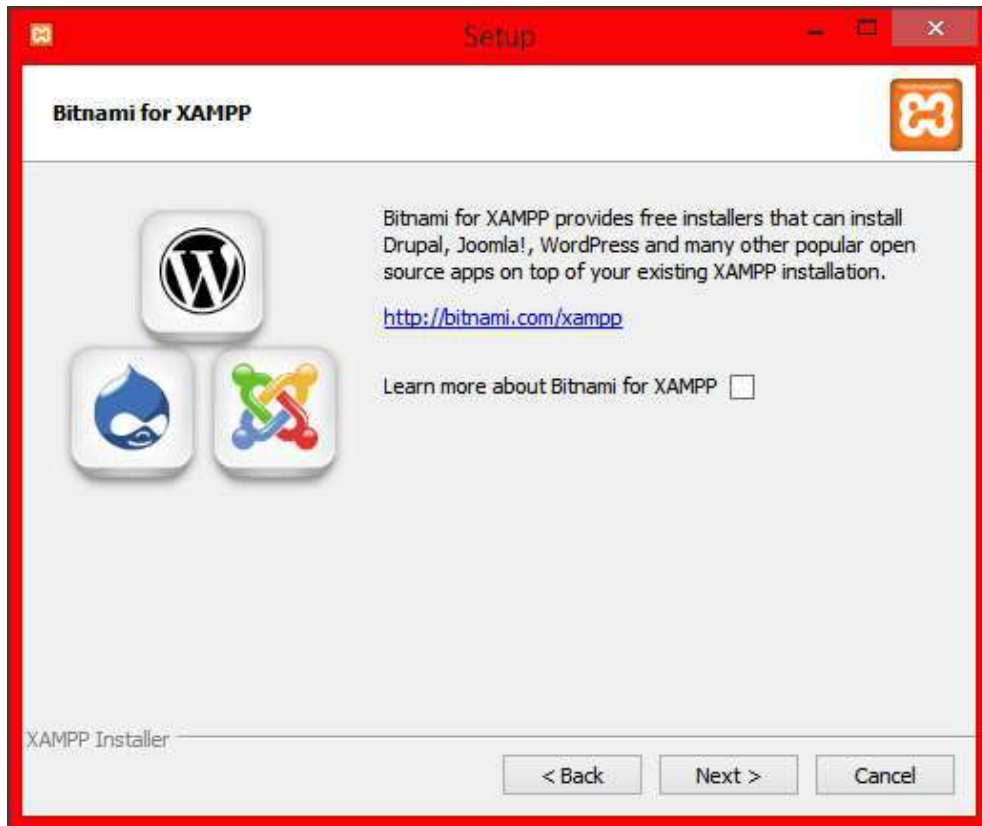 Setup
Bitnami for XAMPP
Bitnami for XAMPP provides free installers that can install
Drupal, Joomla!, WordPress and many other popular open
source apps on top of your existing XAMPP installation.
http://bitnami.com/xampp
Learn more about Bitnami for XAMPP
XAMPP Installer
< Back
Next >
Cancel